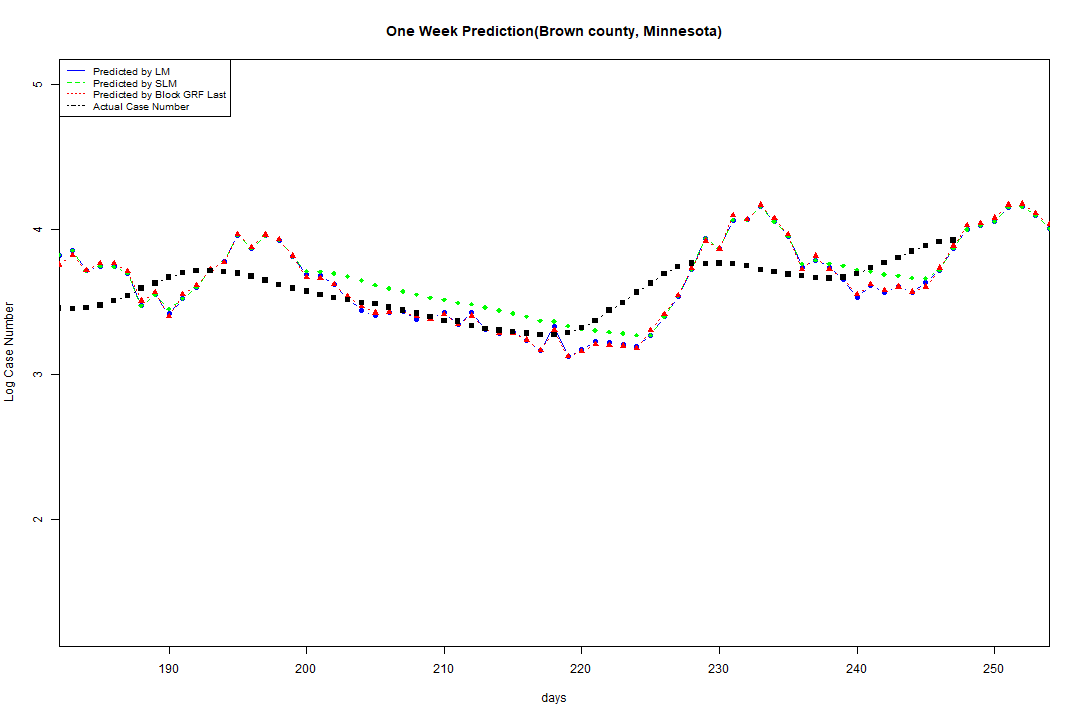 One Week Prediction(Brown county, Minnesota)
Predicted by LM
Predicted by SLM
Predicted by Block GRF Last
Actual Case Number
5
4
3
2
Log Case Number
190 200 210 220 230 240 250
days